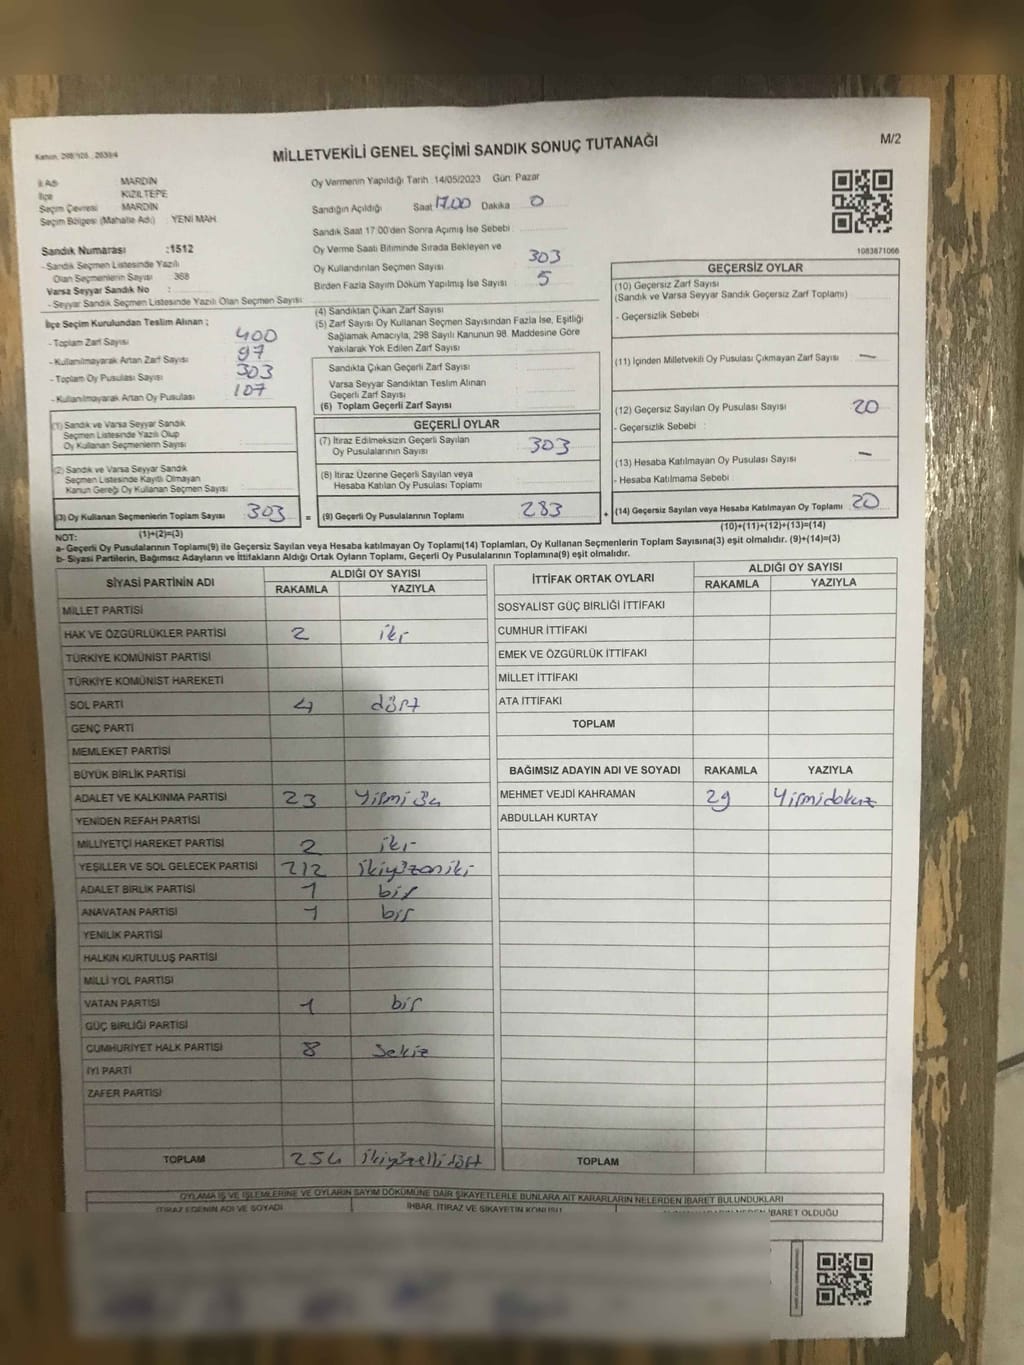 Kanun, 298/105, 2839/4
MİLLETVEKİLİ GENEL SEÇİMİ SANDIK SONUÇ TUTANAĞI
M/2
İl Adı MARDİN
İlçe KIZILTEPE
Seçim Çevresi MARDİN
Seçim Bölgesi (Mahalle Adı) YENİ MAH.
Sandık Numarası :1512
- Sandık Seçmen Listesinde Yazılı
Olan Seçmenlerin Sayısı 368
Varsa Seyyar Sandık No :
- Seyyar Sandık Seçmen Listesinde Yazılı Olan Seçmen Sayısı :
Oy Vermenin Yapıldığı Tarih :14/05/2023 Gün: Pazar
Sandığın Açıldığı Saat 17.00 Dakika 0
Sandık Saat 17:00'den Sonra Açılmış İse Sebebi :
Oy Verme Saati Bitiminde Sırada Bekleyen ve
Oy Kullandırılan Seçmen Sayısı 303
Birden Fazla Sayım Döküm Yapılmış İse Sayısı 5
1083871066
İlçe Seçim Kurulundan Teslim Alınan ;
- Toplam Zarf Sayısı 400
- Kullanılmayarak Artan Zarf Sayısı 97
- Toplam Oy Pusulası Sayısı 303
- Kullanılmayarak Artan Oy Pusulası 107
(1) Sandık ve Varsa Seyyar Sandık
Seçmen Listesinde Yazılı Olup
Oy Kullanan Seçmenlerin Sayısı
(2) Sandık ve Varsa Seyyar Sandık
Seçmen Listesinde Kayıtlı Olmayan
Kanun Gereği Oy Kullanan Seçmen Sayısı
(3) Oy Kullanan Seçmenlerin Toplam Sayısı 303 =
(1)+(2)=(3)
(4) Sandıktan Çıkan Zarf Sayısı
(5) Zarf Sayısı Oy Kullanan Seçmen Sayısından Fazla İse, Eşitliği
Sağlamak Amacıyla, 298 Sayılı Kanunun 98. Maddesine Göre
Yakılarak Yok Edilen Zarf Sayısı
Sandıkta Çıkan Geçerli Zarf Sayısı
Varsa Seyyar Sandıktan Teslim Alınan
Geçerli Zarf Sayısı
(6) Toplam Geçerli Zarf Sayısı
GEÇERLİ OYLAR
(7) İtiraz Edilmeksizin Geçerli Sayılan
Oy Pusulalarının Sayısı 303
(8) İtiraz Üzerine Geçerli Sayılan veya
Hesaba Katılan Oy Pusulası Toplamı
(9) Geçerli Oy Pusulalarının Toplamı 283 +
GEÇERSİZ OYLAR
(10) Geçersiz Zarf Sayısı
(Sandık ve Varsa Seyyar Sandık Geçersiz Zarf Toplamı)
- Geçersizlik Sebebi
(11) İçinden Milletvekili Oy Pusulası Çıkmayan Zarf Sayısı —
(12) Geçersiz Sayılan Oy Pusulası Sayısı 20
- Geçersizlik Sebebi :
(13) Hesaba Katılmayan Oy Pusulası Sayısı —
- Hesaba Katılmama Sebebi
(14) Geçersiz Sayılan veya Hesaba Katılmayan Oy Pusulası Toplamı 20
(10)+(11)+(12)+(13)=(14)
NOT:
a- Geçerli Oy Pusulalarının Toplamı(9) ile Geçersiz Sayılan veya Hesaba katılmayan Oy Toplamı(14) Toplamları, Oy Kullanan Seçmenlerin Toplam Sayısına(3) eşit olmalıdır. (9)+(14)=(3)
b- Siyasi Partilerin, Bağımsız Adayların ve İttifakların Aldığı Oyların Toplamı, Geçerli Oy Pusulalarının Toplamına(9) eşit olmalıdır.
SİYASİ PARTİNİN ADI ALDIĞI OY SAYISI
RAKAMLA YAZIYLA
MİLLET PARTİSİ
HAK VE ÖZGÜRLÜKLER PARTİSİ 2 iki
TÜRKİYE KOMÜNİST PARTİSİ
TÜRKİYE KOMÜNİST HAREKETİ
SOL PARTİ 4 dört
GENÇ PARTİ
MEMLEKET PARTİSİ
BÜYÜK BİRLİK PARTİSİ
ADALET VE KALKINMA PARTİSİ 23 Yirmi üç
YENİDEN REFAH PARTİSİ
MİLLİYETÇİ HAREKET PARTİSİ 2 iki
YEŞİLLER VE SOL GELECEK PARTİSİ 212 ikiyüzoniki
ADALET BİRLİK PARTİSİ 1 bir
ANAVATAN PARTİSİ 1 bir
YENİLİK PARTİSİ
HALKIN KURTULUŞ PARTİSİ
MİLLİ YOL PARTİSİ
VATAN PARTİSİ 1 bir
GÜÇ BİRLİĞİ PARTİSİ
CUMHURİYET HALK PARTİSİ 8 Sekiz
İYİ PARTİ
ZAFER PARTİSİ
TOPLAM 254 ikiyüzellidört
İTTİFAK ORTAK OYLARI ALDIĞI OY SAYISI
RAKAMLA YAZIYLA
SOSYALİST GÜÇ BİRLİĞİ İTTİFAKI
CUMHUR İTTİFAKI
EMEK VE ÖZGÜRLÜK İTTİFAKI
MİLLET İTTİFAKI
ATA İTTİFAKI
TOPLAM
BAĞIMSIZ ADAYIN ADI VE SOYADI RAKAMLA YAZIYLA
MEHMET VEJDİ KAHRAMAN 29 Yirmidokuz
ABDULLAH KURTAY
TOPLAM
OYLAMA İŞ VE İŞLEMLERİNE VE OYLARIN SAYIM DÖKÜMÜNE DAİR ŞİKAYETLERLE BUNLARA AİT KARARLARIN NELERDEN İBARET BULUNDUKLARI
İTİRAZ EDENİN ADI VE SOYADI İHBAR, İTİRAZ VE ŞİKAYETİN KONUSU İBARET OLDUĞU